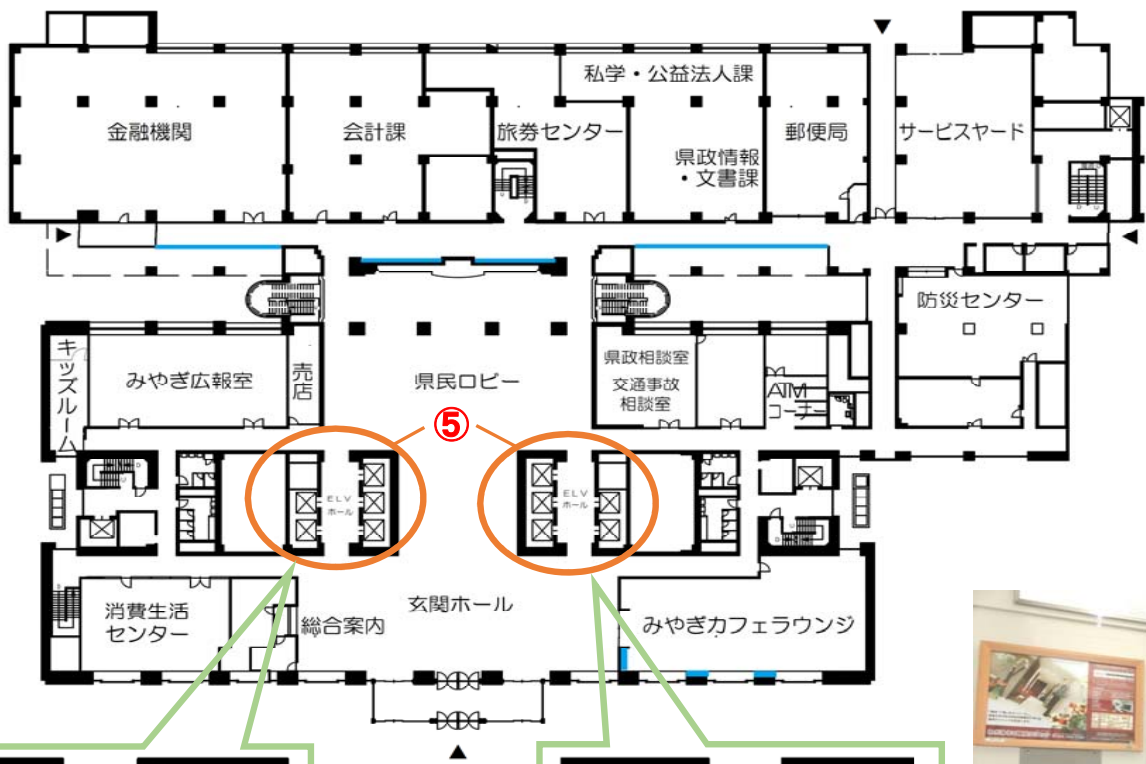 私学・公益法人課
金融機関
会計課
旅券センター
県政情報
・文書課
郵便局
サービスヤード
防災センター
キッズルーム
みやぎ広報室
売店
県民ロビー
県政相談室
交通事故
相談室
ATM
コーナー
⑤
ELV
ホール
ELV
ホール
消費生活
センター
総合案内
玄関ホール
みやぎカフェラウンジ